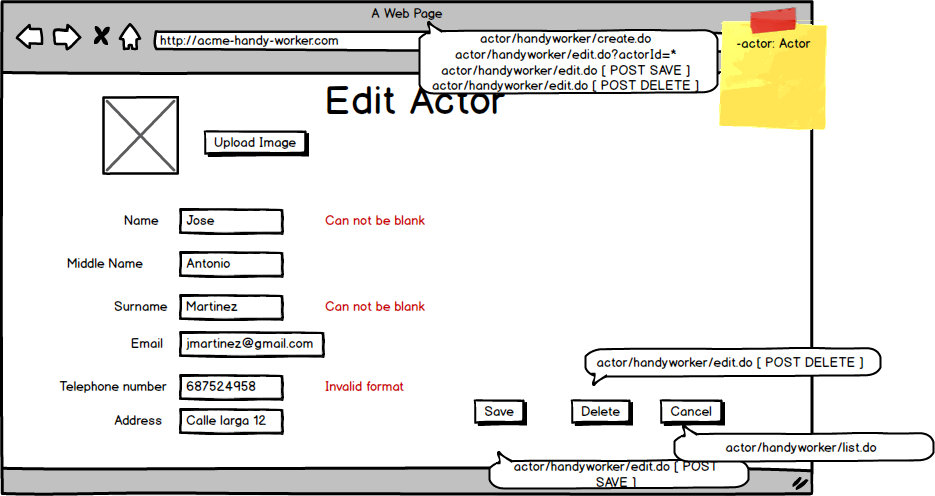 A Web Page
http://acme-handy-worker.com
actor/handyworker/create.do
actor/handyworker/edit.do?actorId=*
actor/handyworker/edit.do [ POST SAVE ]
actor/handyworker/edit.do [ POST DELETE ]
-actor: Actor
Edit Actor
Upload Image
Name Jose Can not be blank
Middle Name Antonio
Surname Martinez Can not be blank
Email jmartinez@gmail.com
actor/handyworker/edit.do [ POST DELETE ]
Telephone number 687524958 Invalid format
Address Calle larga 12
Save Delete Cancel
actor/handyworker/list.do
actor/handyworker/edit.do [ POST
SAVE ]